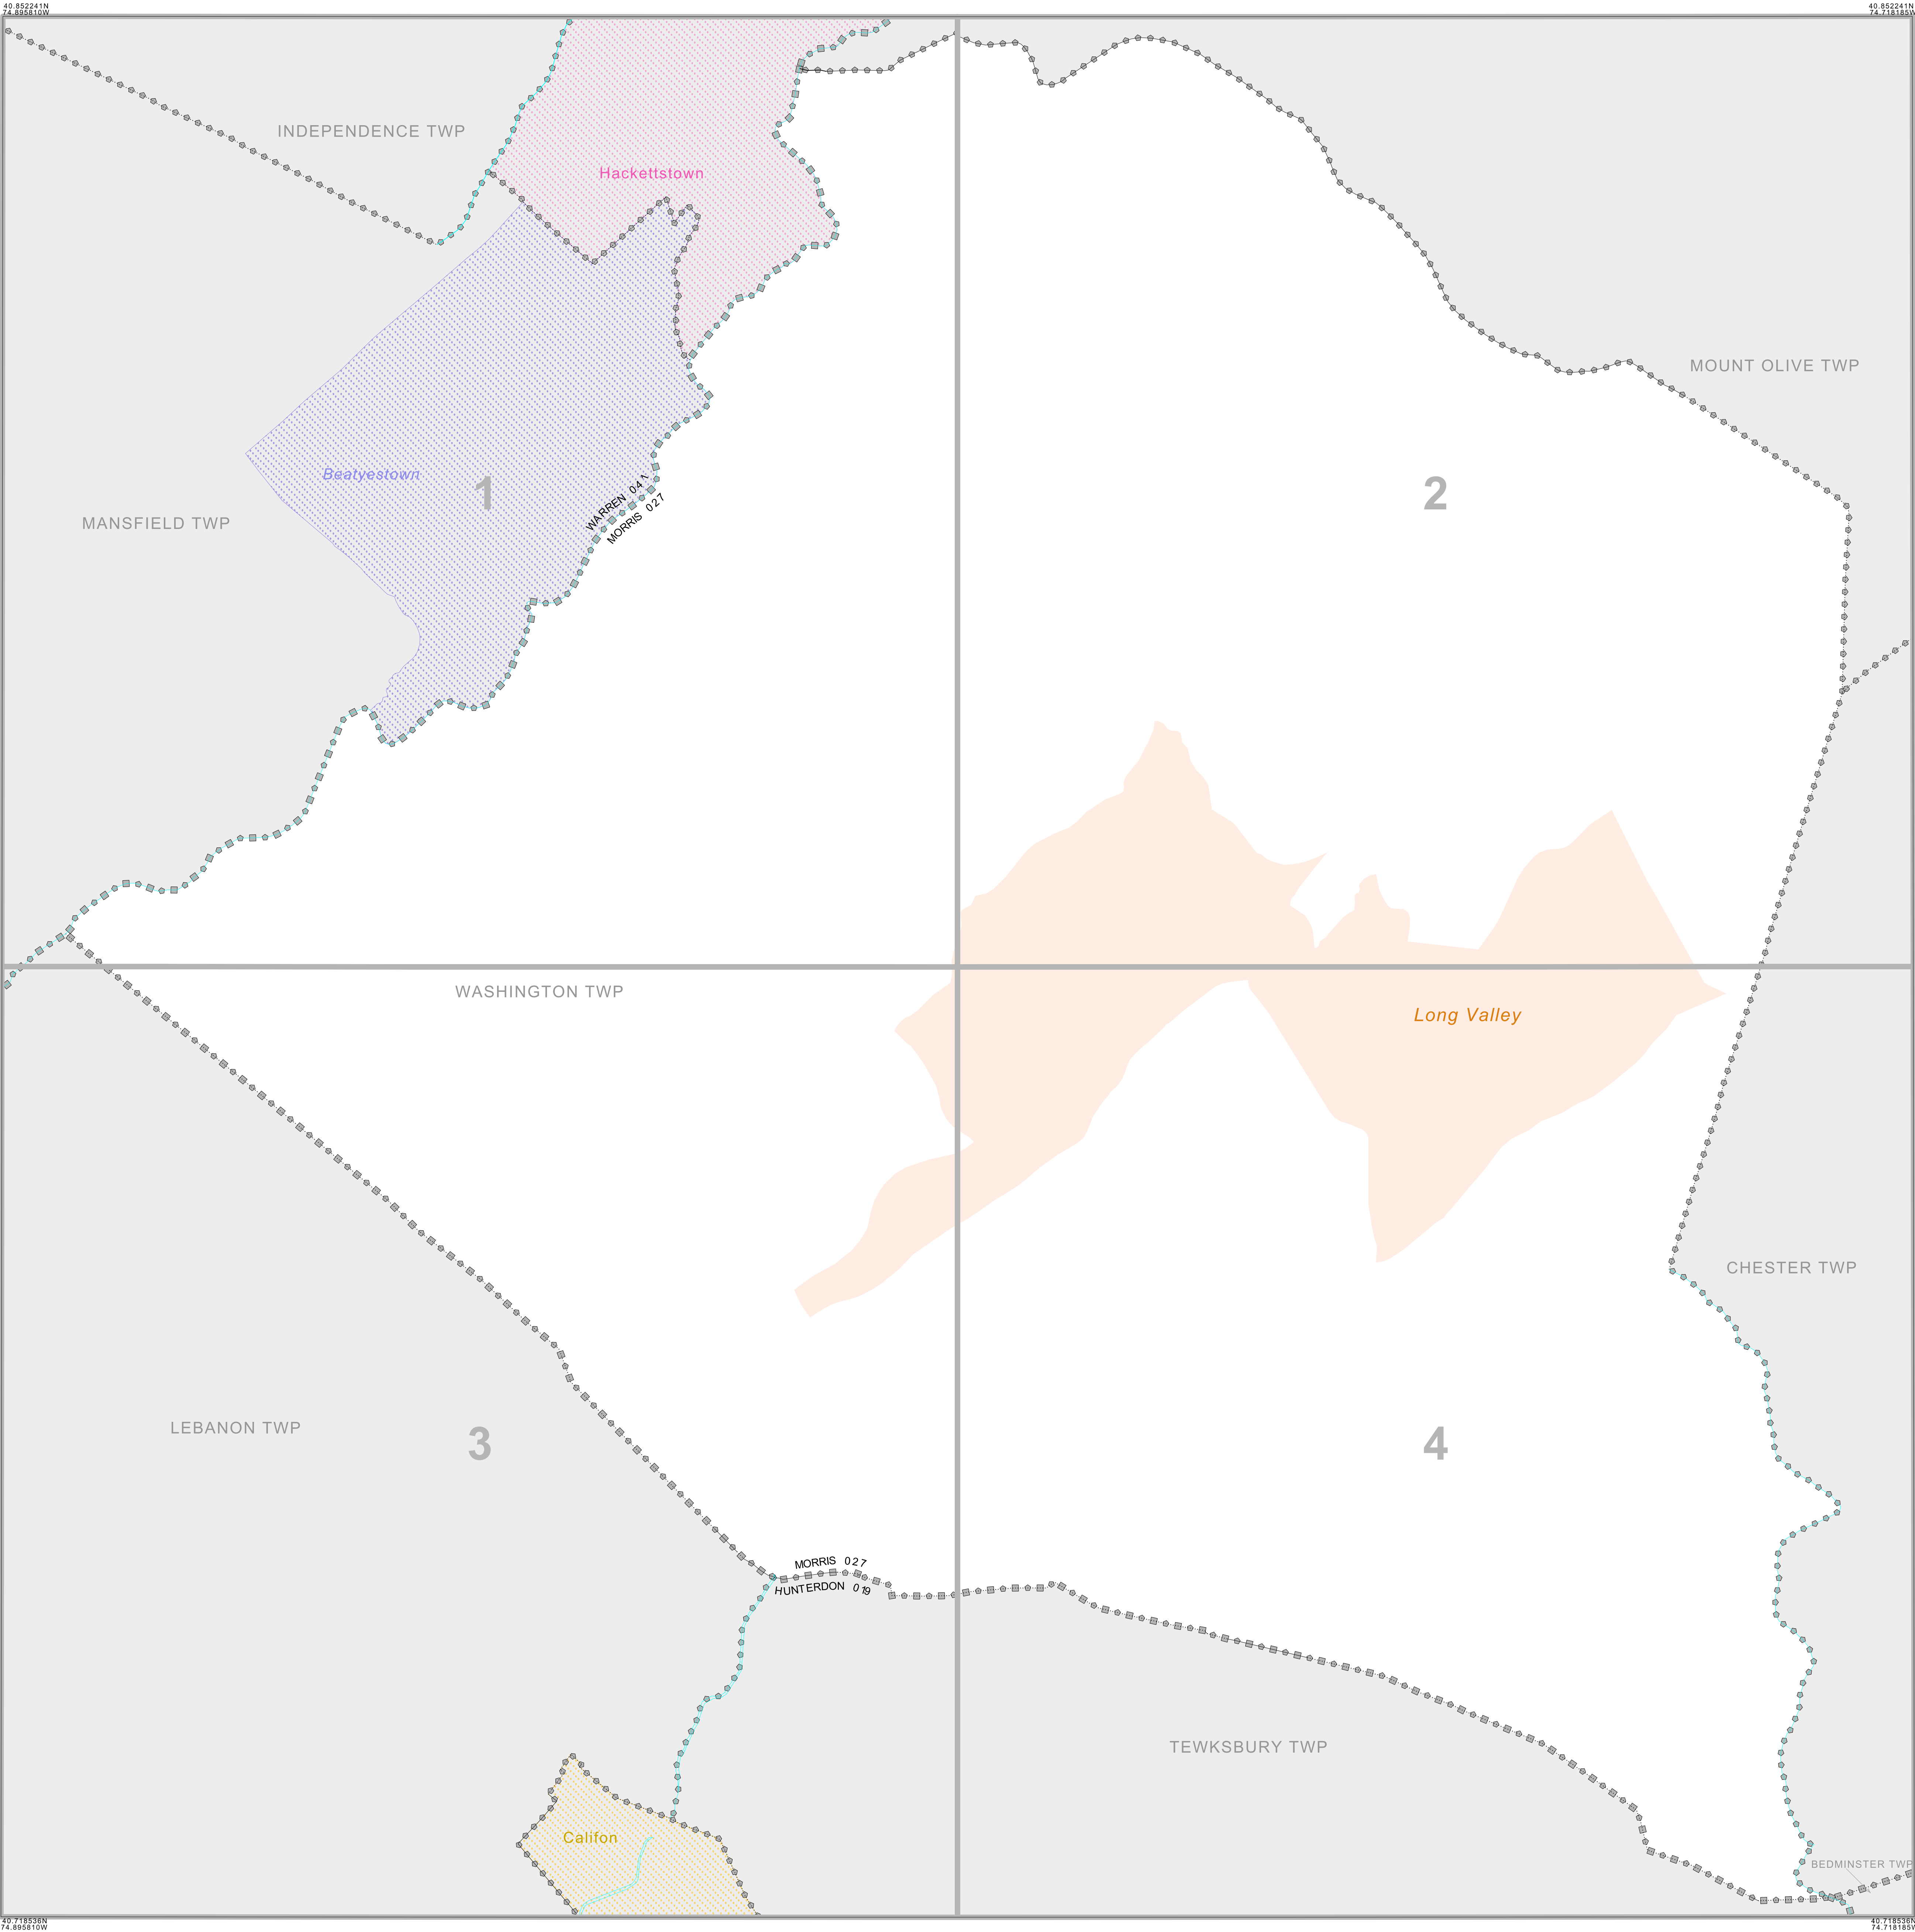 40.852241N
74.895810W
40.852241N
74.718185W
INDEPENDENCE TWP
Hackettstown
MOUNT OLIVE TWP
Beatyestown
1
2
WARREN 041
MORRIS 027
MANSFIELD TWP
WASHINGTON TWP
Long Valley
CHESTER TWP
LEBANON TWP
3
4
MORRIS 027
HUNTERDON 019
TEWKSBURY TWP
Califon
BEDMINSTER TWP
40.718536N
74.895810W
40.718536N
74.718185W